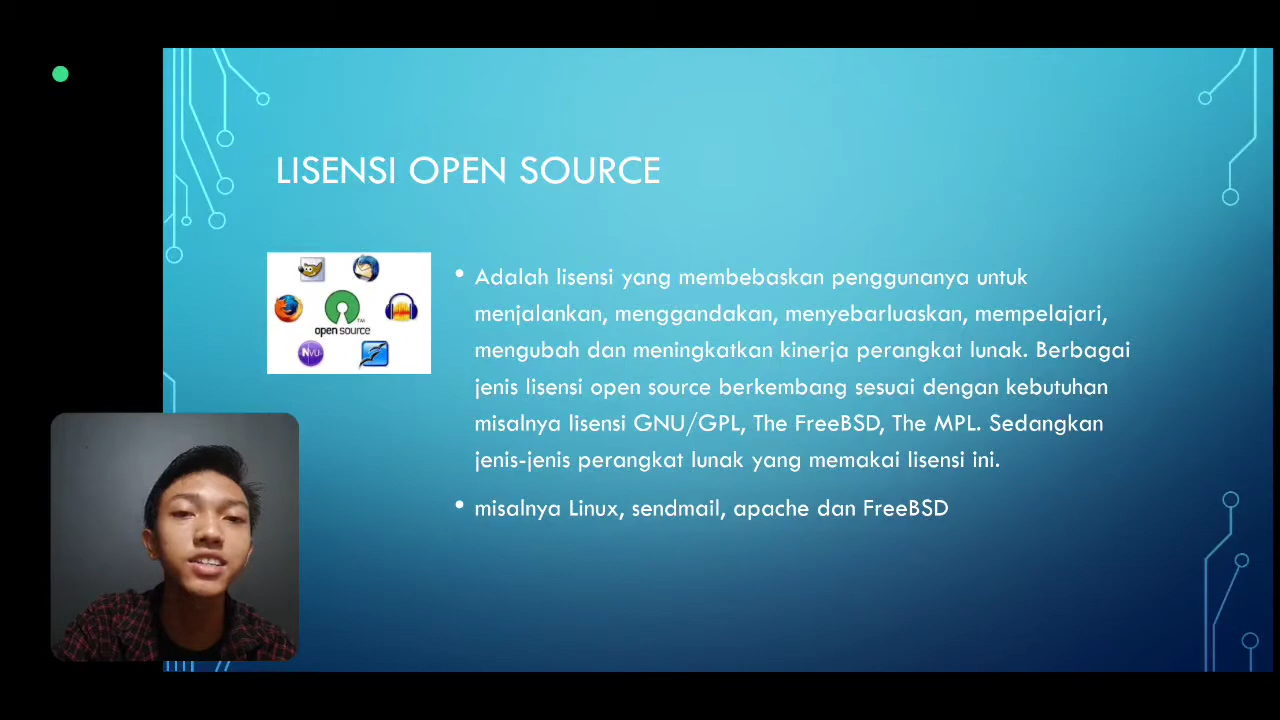 LISENSI OPEN SOURCE
open source
TM
NVU
Adalah lisensi yang membebaskan penggunanya untuk
menjalankan, menggandakan, menyebarluaskan, mempelajari,
mengubah dan meningkatkan kinerja perangkat lunak. Berbagai
jenis lisensi open source berkembang sesuai dengan kebutuhan
misalnya lisensi GNU/GPL, The FreeBSD, The MPL. Sedangkan
jenis-jenis perangkat lunak yang memakai lisensi ini.
misalnya Linux, sendmail, apache dan FreeBSD